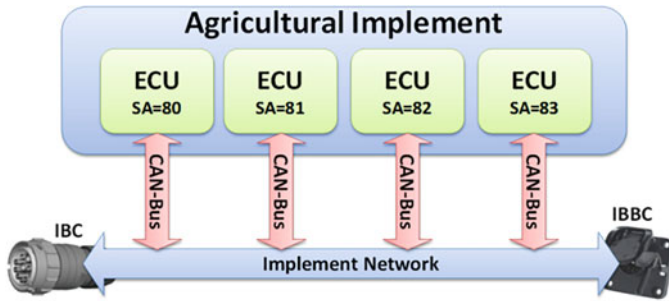 Agricultural Implement
ECU ECU ECU ECU
SA=80 SA=81 SA=82 SA=83
CAN-Bus CAN-Bus CAN-Bus CAN-Bus
IBC
IBBC
Implement Network